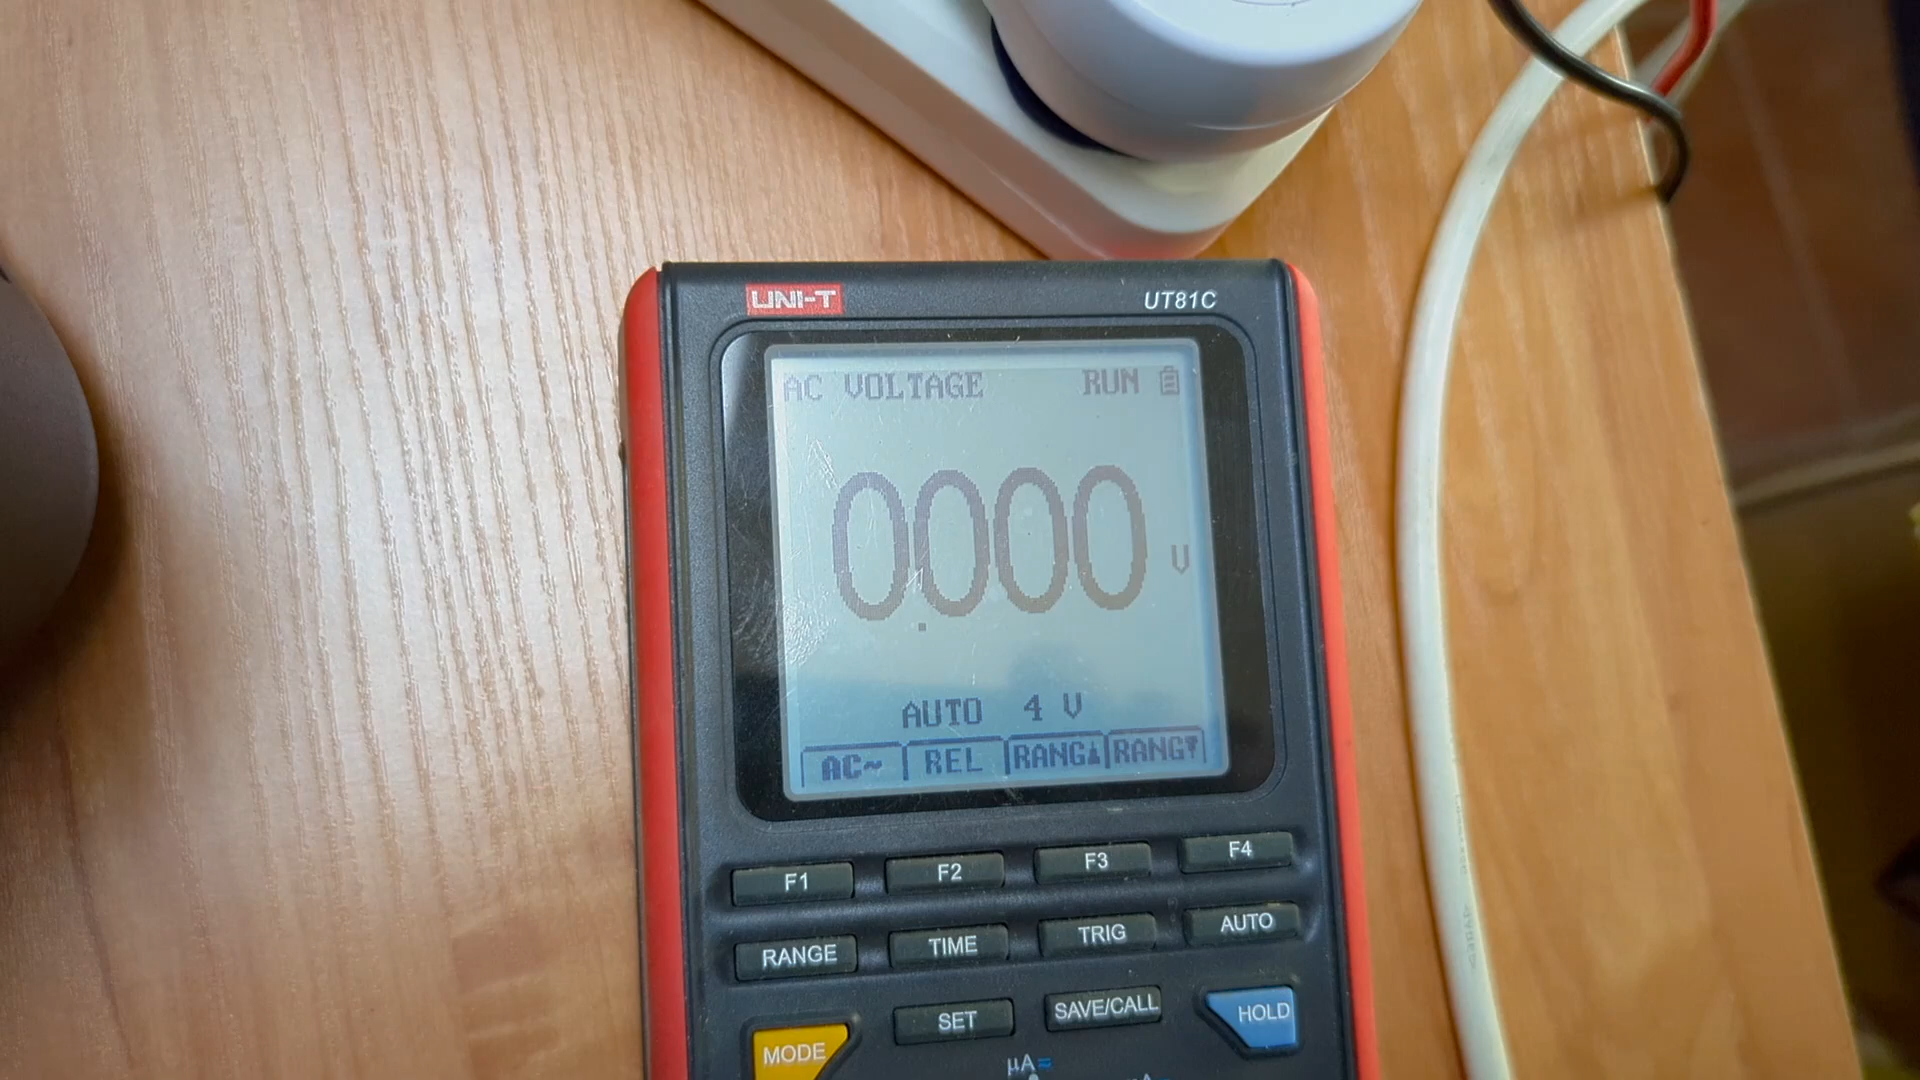 UNI-T UT81C
AC VOLTAGE RUN
0.000 V
AUTO 4 V
AC~ REL RANG▲ RANG▼
F1 F2 F3 F4
RANGE TIME TRIG AUTO
SET SAVE/CALL HOLD
MODE
µA